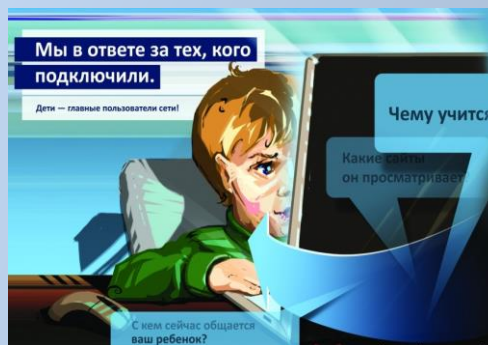 Мы в ответе за тех, кого
подключили.
Дети — главные пользователи сети!
Чему учится
Какие сайты
он просматривает
С кем сейчас общается
ваш ребенок?